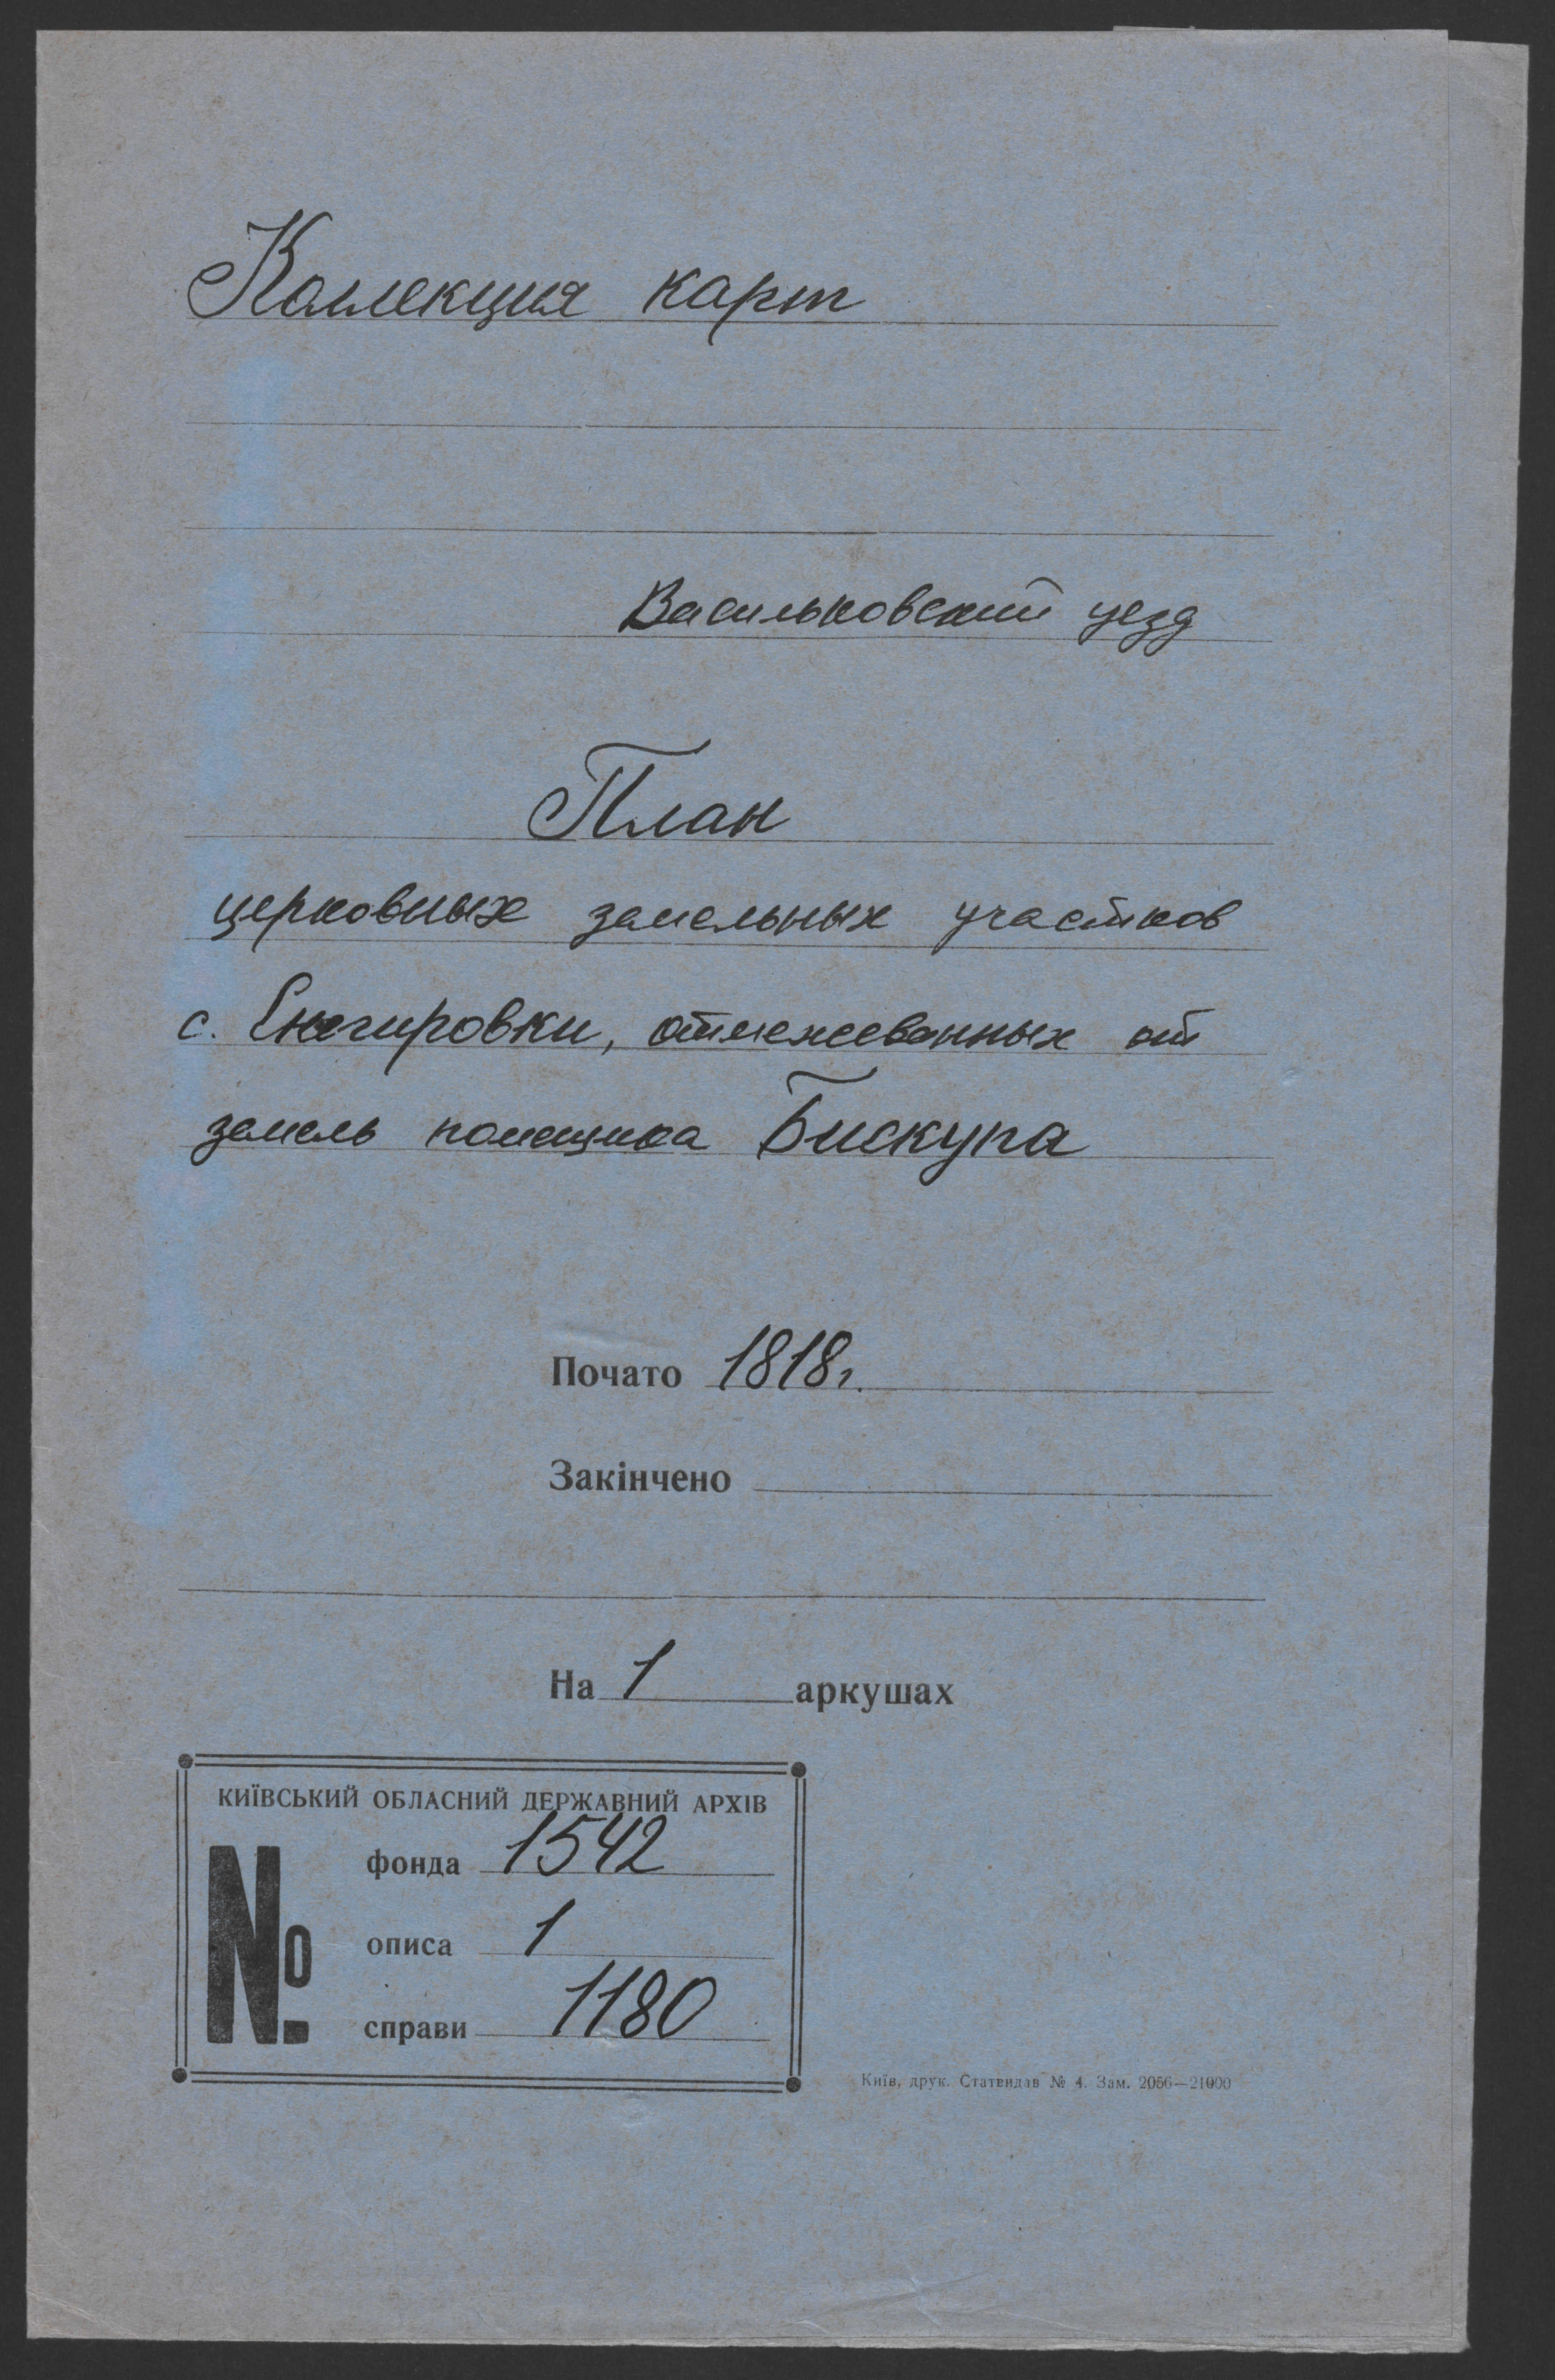 Коллекция карт
Васильковский уезд
План
церковных земельных участков
с. Снегировки, отмежеванных от
земель помещика Бискупа
Почато 1818 г.
Закінчено
На 1 аркушах
КИЇВСЬКИЙ ОБЛАСНИЙ ДЕРЖАВНИЙ АРХІВ
№
фонда 1542
описа 1
справи 1180
Київ, друк. Статвидав № 4. Зам. 2056—21000